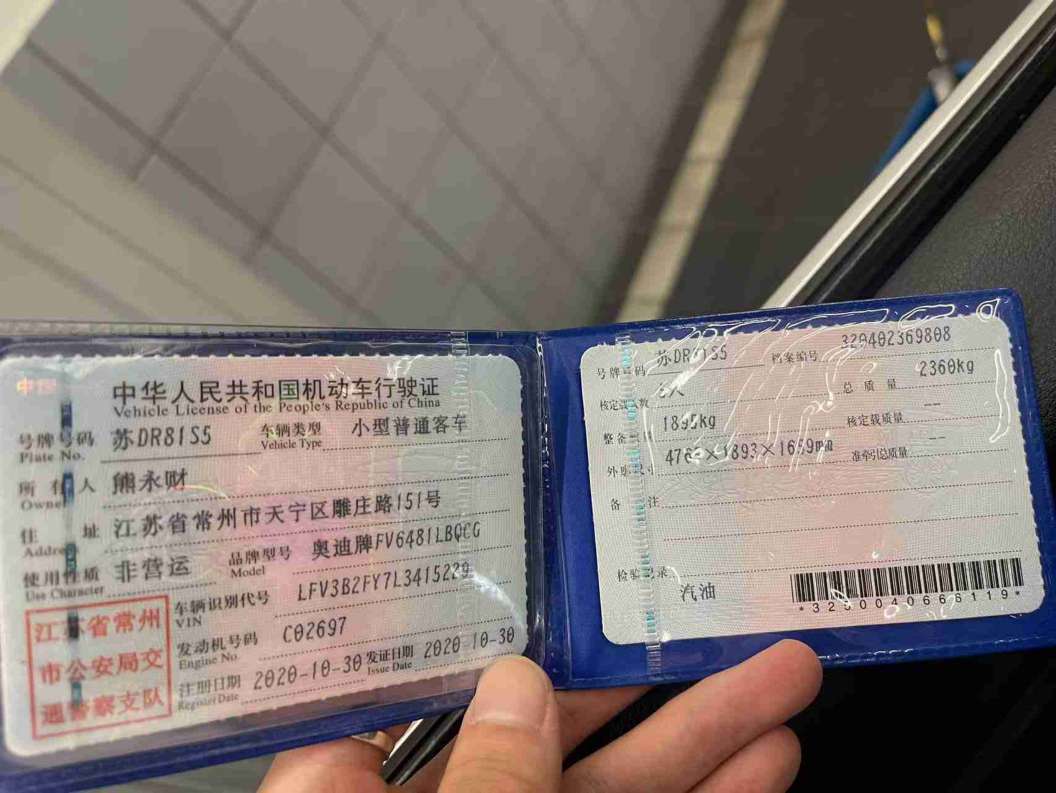 中华人民共和国机动车行驶证
Vehicle License of the People's Republic of China
号牌号码 苏DR81S5 车辆类型 小型普通客车
Plate No. Vehicle Type
所有人 熊永财
Owner
住址 江苏省常州市天宁区雕庄路151号
Address
使用性质 非营运 品牌型号 奥迪牌FV6481LBQCG
Use Character Model
车辆识别代号 LFV3B2FY7L3415229
VIN
发动机号码 C02697
Engine No.
注册日期 2020-10-30 发证日期 2020-10-30
Register Date Issue Date
江苏省常州
市公安局交
通警察支队
号牌号码 苏DR81S5 档案编号 320402369808
核定载人数 总质量 2360kg
整备质量 1895kg 核定载质量 --
外廓尺寸 准牵引总质量 --
备注
检验记录
汽油